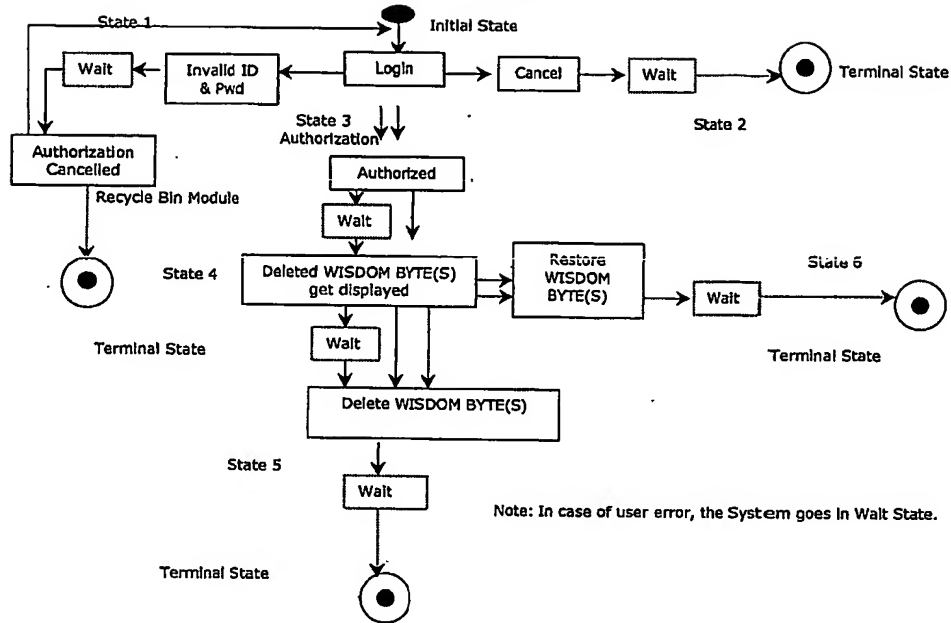 State 1
Initial State
Wait
Invalid ID
& Pwd
Login
Cancel
Wait
Terminal State
State 3
Authorization
State 2
Authorization
Cancelled
Authorized
Recycle Bin Module
Wait
State 4
Deleted WISDOM BYTE(S)
get displayed
Restore
WISDOM
BYTE(S)
State 6
Wait
Terminal State
Wait
Terminal State
Delete WISDOM BYTE(S)
State 5
Wait
Note: In case of user error, the System goes in Wait State.
Terminal State